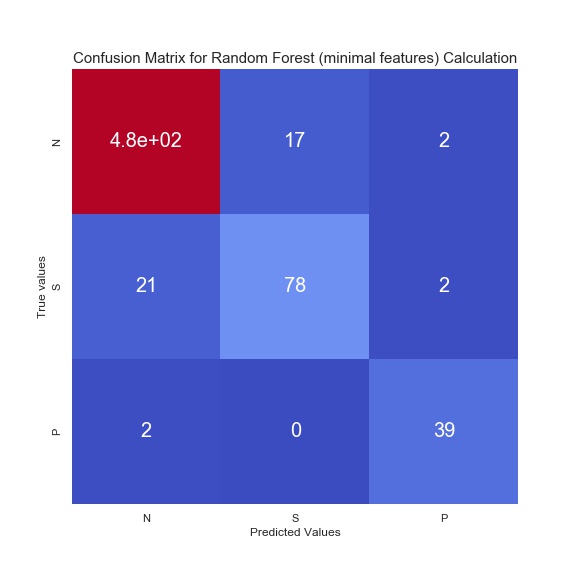 Confusion Matrix for Random Forest (minimal features) Calculation
N 4.8e+02 17 2
S 21 78 2
P 2 0 39
True values
N S P
Predicted Values